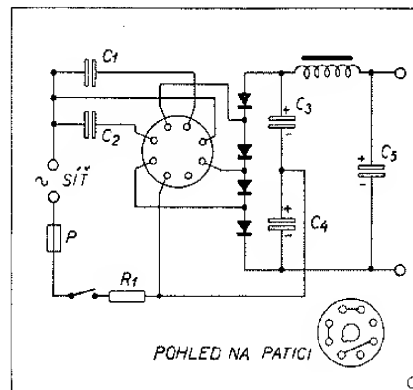 C1
C2
C3
C4
C5
~ SÍŤ
P
R1
+
-
+
-
+
-
POHLED NA PATICI